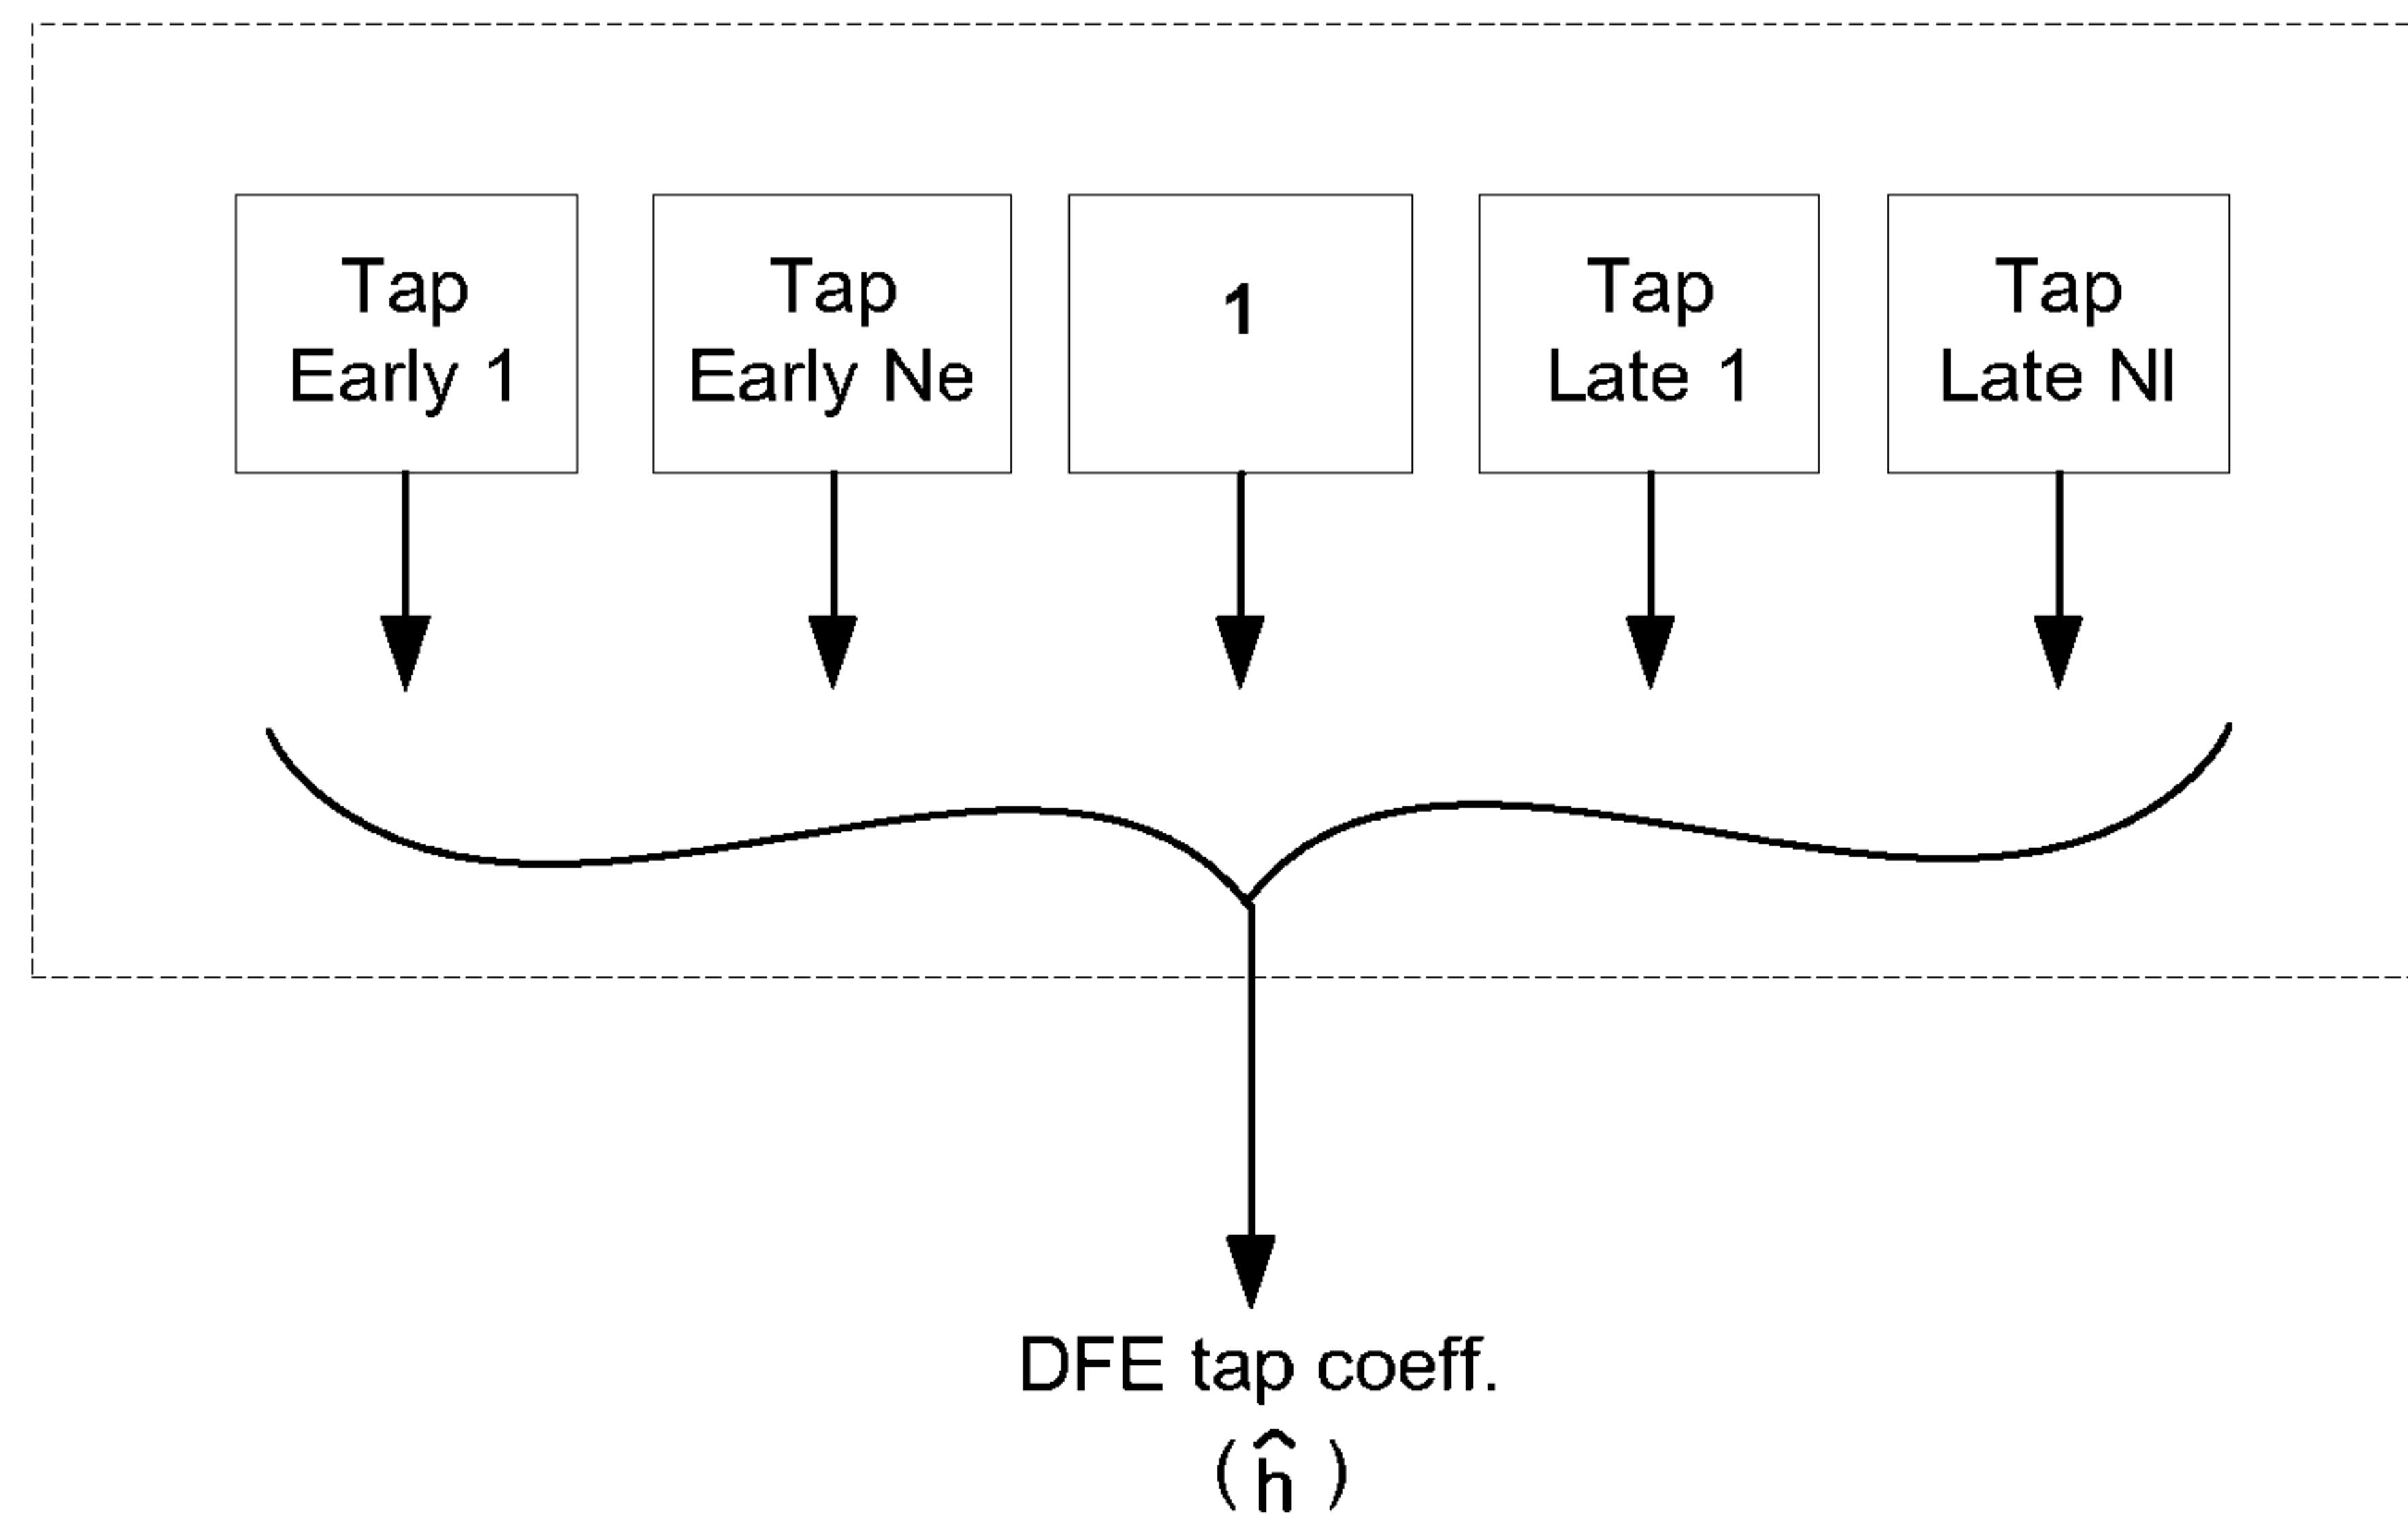 Tap
Early 1
Tap
Early Ne
1
Tap
Late 1
Tap
Late Nl
DFE tap coeff.
(ĥ)